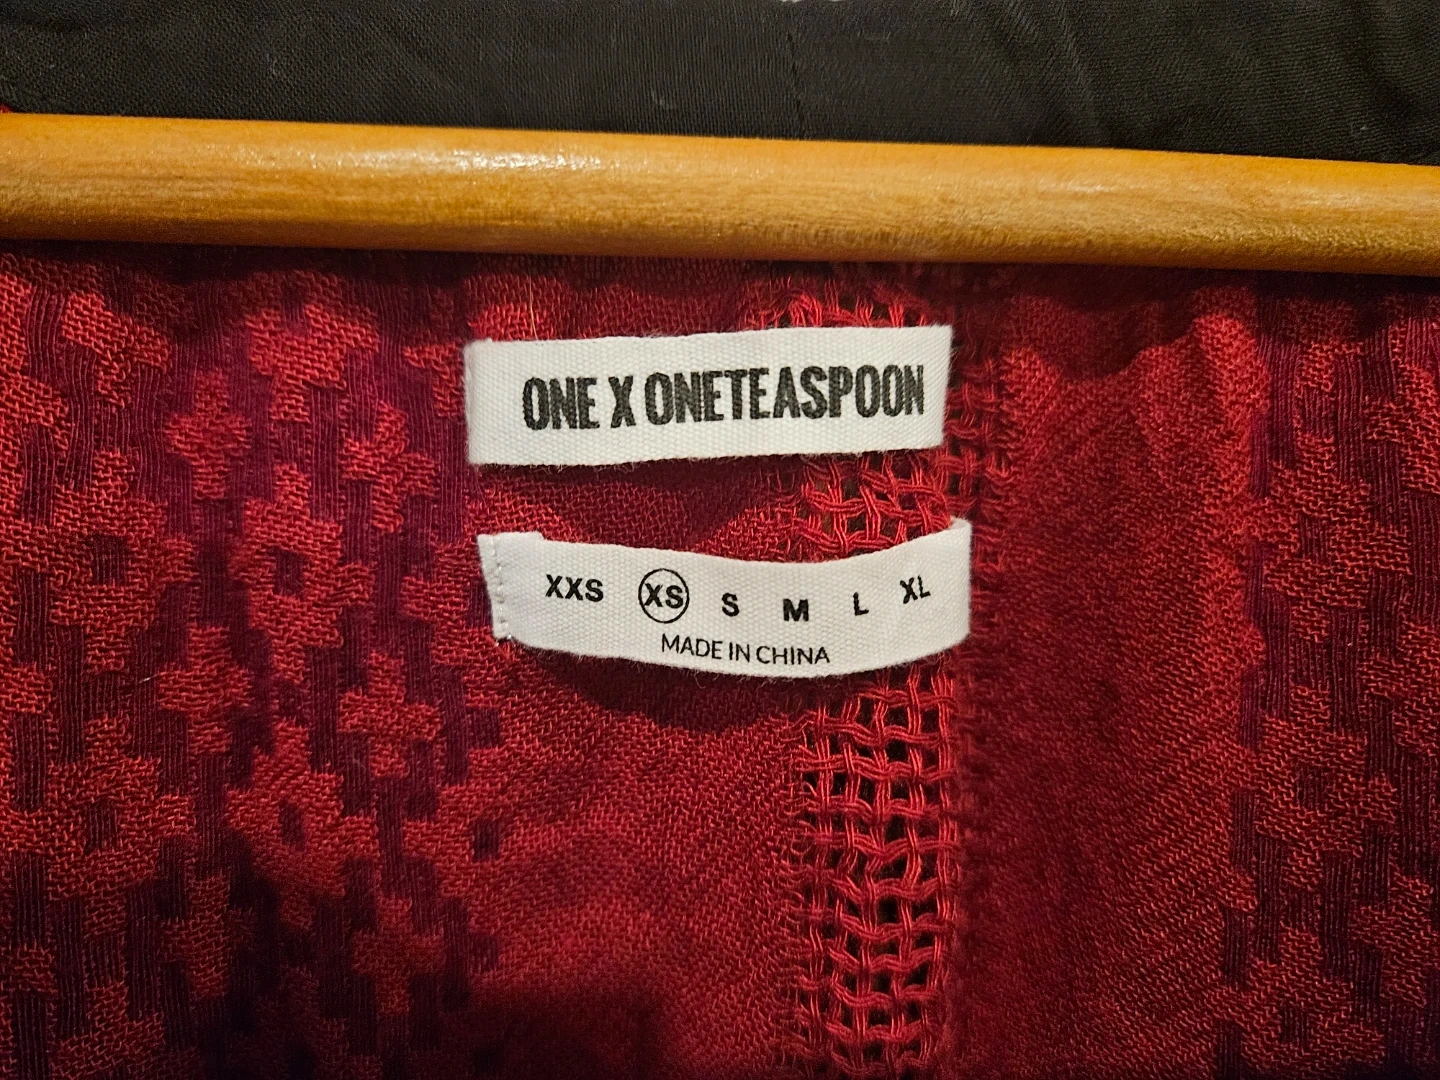 ONE X ONETEASPOON
XXS XS S M L XL
MADE IN CHINA